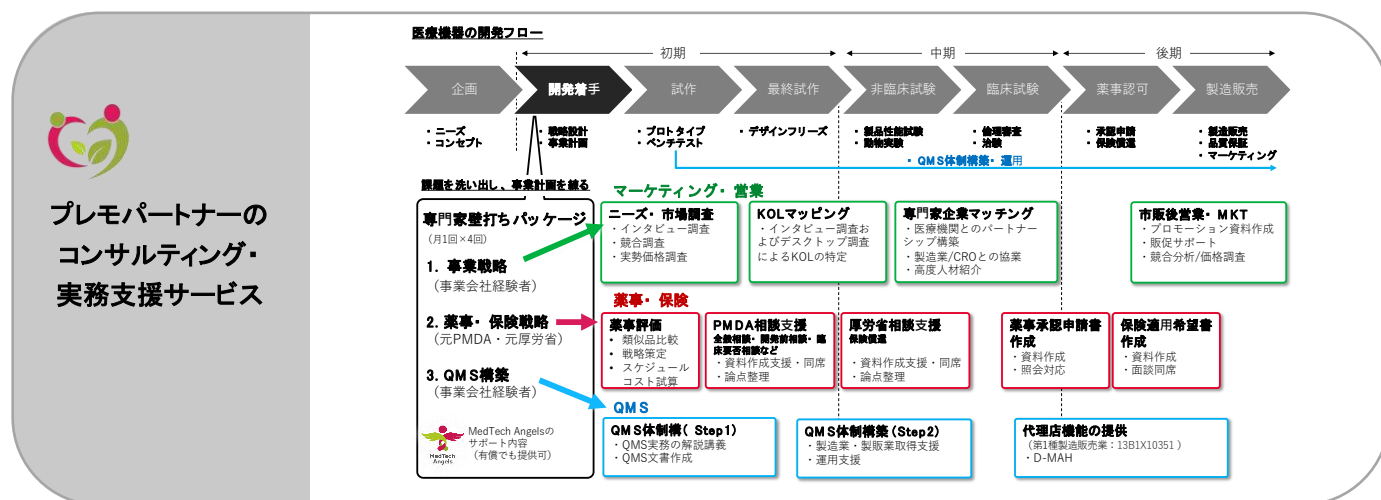 プレモパートナーの
コンサルティング・
実務支援サービス
医療機器の開発フロー
初期
中期
後期
企画
開発着手
試作
最終試作
非臨床試験
臨床試験
薬事認可
製造販売
・ニーズ
・コンセプト
・戦略設計
・事業計画
・プロトタイプ
・ベンチテスト
・デザインフリーズ
・製品性能試験
・動物実験
・倫理審査
・治験
・承認申請
・保険償還
・製造販売
・品質保証
・マーケティング
・QMS体制構築・運用
課題を洗い出し、事業計画を練る
専門家壁打ちパッケージ
(月1回×4回)
1. 事業戦略
(事業会社経験者)
2. 薬事・保険戦略
(元PMDA・元厚労省)
3. QMS構築
(事業会社経験者)
MedTech
Angels
MedTech Angelsの
サポート内容
(有償でも提供可)
マーケティング・営業
ニーズ・市場調査
・インタビュー調査
・競合調査
・実勢価格調査
KOLマッピング
・インタビュー調査お
よびデスクトップ調査
によるKOLの特定
専門家企業マッチング
・医療機関とのパートナー
シップ構築
・製造業/CROとの協業
・高度人材紹介
市販後営業・MKT
・プロモーション資料作成
・販促サポート
・競合分析/価格調査
薬事・保険
薬事評価
• 類似品比較
• 戦略策定
• スケジュール
コスト試算
PMDA相談支援
全般相談・開発前相談・臨
床要否相談など
・資料作成支援・同席
・論点整理
厚労省相談支援
保険償還
・資料作成支援・同席
・論点整理
薬事承認申請書
作成
・資料作成
・照会対応
保険適用希望書
作成
・資料作成
・面談同席
QMS
QMS体制構(Step1)
・QMS実務の解説講義
・QMS文書作成
QMS体制構築(Step2)
・製造業・製販業取得支援
・運用支援
代理店機能の提供
(第1種製造販売業：13B1X10351)
・D-MAH